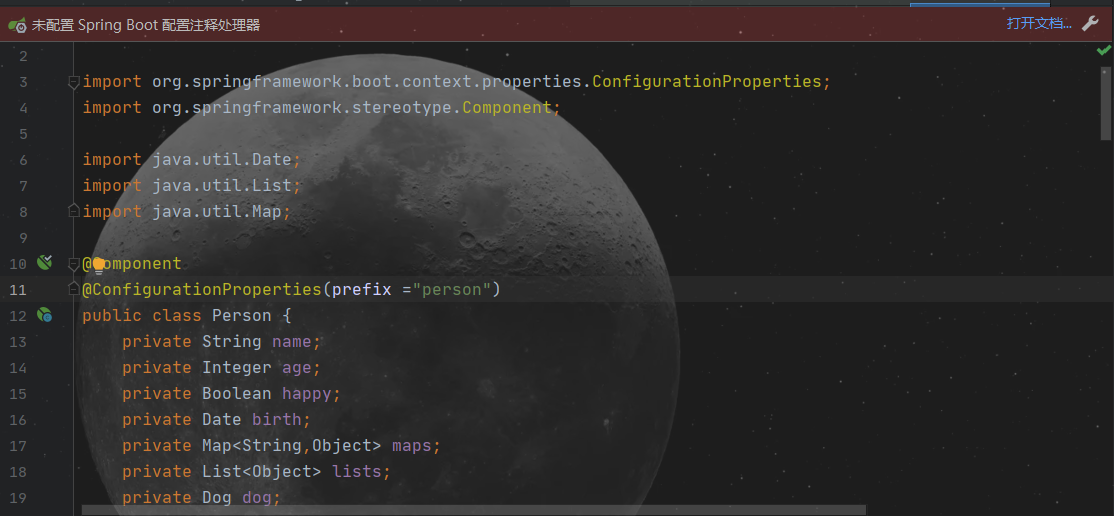 未配置 Spring Boot 配置注释处理器 打开文档...
2
3 import org.springframework.boot.context.properties.ConfigurationProperties;
4 import org.springframework.stereotype.Component;
5
6 import java.util.Date;
7 import java.util.List;
8 import java.util.Map;
9
10 @Component
11 @ConfigurationProperties(prefix ="person")
12 public class Person {
13 private String name;
14 private Integer age;
15 private Boolean happy;
16 private Date birth;
17 private Map<String,Object> maps;
18 private List<Object> lists;
19 private Dog dog;